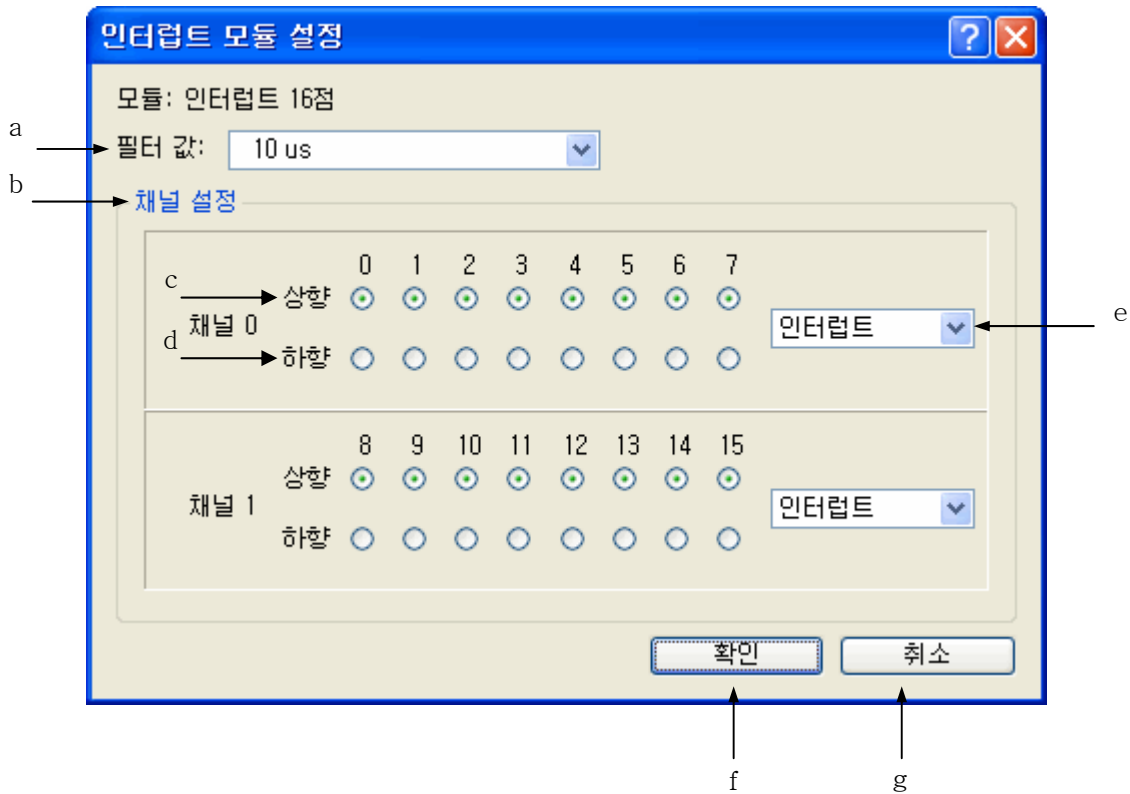 인터럽트 모듈 설정
모듈: 인터럽트 16점
a
필터 값: 10 us
b
채널 설정
0 1 2 3 4 5 6 7
c
상향
채널 0
인터럽트
e
d
하향
8 9 10 11 12 13 14 15
상향
채널 1
인터럽트
하향
확인 취소
f g